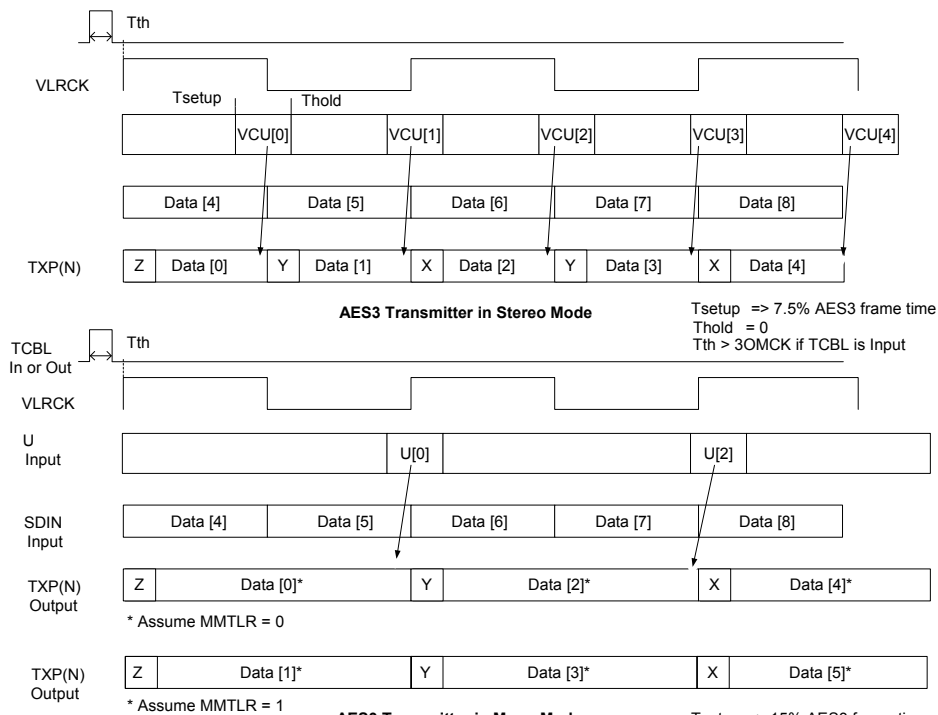 Tth
VLRCK
Tsetup Thold
VCU[0] VCU[1] VCU[2] VCU[3] VCU[4]
Data [4] Data [5] Data [6] Data [7] Data [8]
TXP(N) Z Data [0] Y Data [1] X Data [2] Y Data [3] X Data [4]
AES3 Transmitter in Stereo Mode
Tsetup => 7.5% AES3 frame time
Thold = 0
Tth > 3OMCK if TCBL is Input
TCBL
In or Out
Tth
VLRCK
U
Input
U[0] U[2]
SDIN
Input
Data [4] Data [5] Data [6] Data [7] Data [8]
TXP(N)
Output
Z Data [0]* Y Data [2]* X Data [4]*
* Assume MMTLR = 0
TXP(N)
Output
Z Data [1]* Y Data [3]* X Data [5]*
* Assume MMTLR = 1